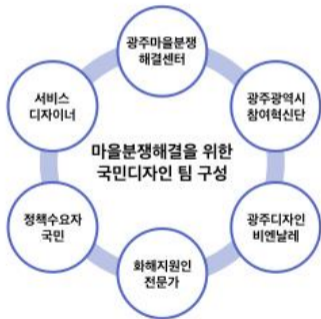 광주마을분쟁
해결센터
서비스
디자이너
광주광역시
참여혁신단
마을분쟁해결을 위한
국민디자인 팀 구성
정책수요자
국민
광주디자인
비엔날레
화해지원인
전문가